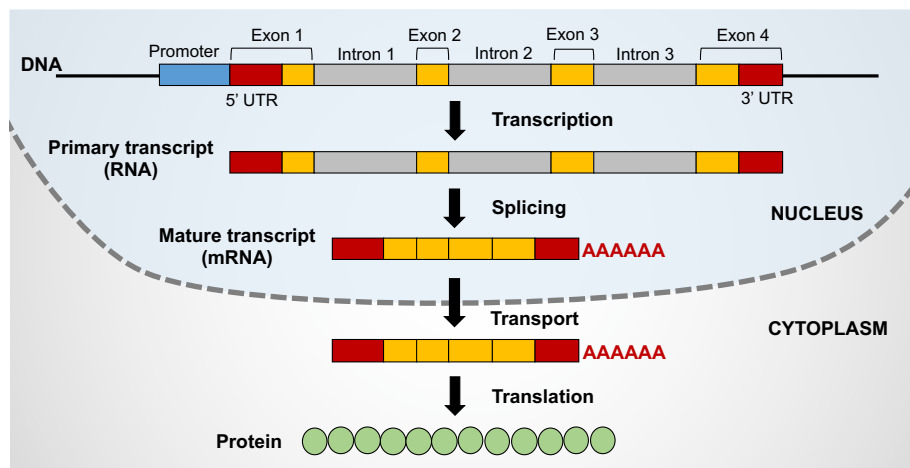 Exon 1
Exon 2
Exon 3
Exon 4
Promoter
Intron 1
Intron 2
Intron 3
DNA
5’ UTR
3’ UTR
Transcription
Primary transcript
(RNA)
Splicing
NUCLEUS
Mature transcript
(mRNA)
AAAAAA
Transport
CYTOPLASM
AAAAAA
Translation
Protein